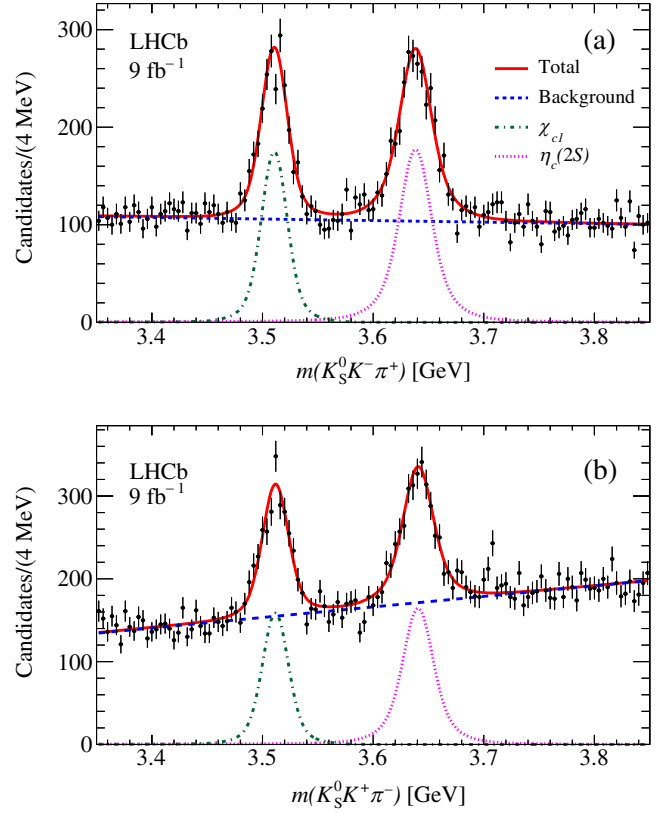 300
200
100
0
Candidates/(4 MeV)
LHCb
9 fb⁻¹
(a)
Total
Background
χc1
ηc(2S)
3.4 3.5 3.6 3.7 3.8
m(K⁰SK⁻π⁺) [GeV]
300
200
100
0
Candidates/(4 MeV)
LHCb
9 fb⁻¹
(b)
3.4 3.5 3.6 3.7 3.8
m(K⁰SK⁺π⁻) [GeV]